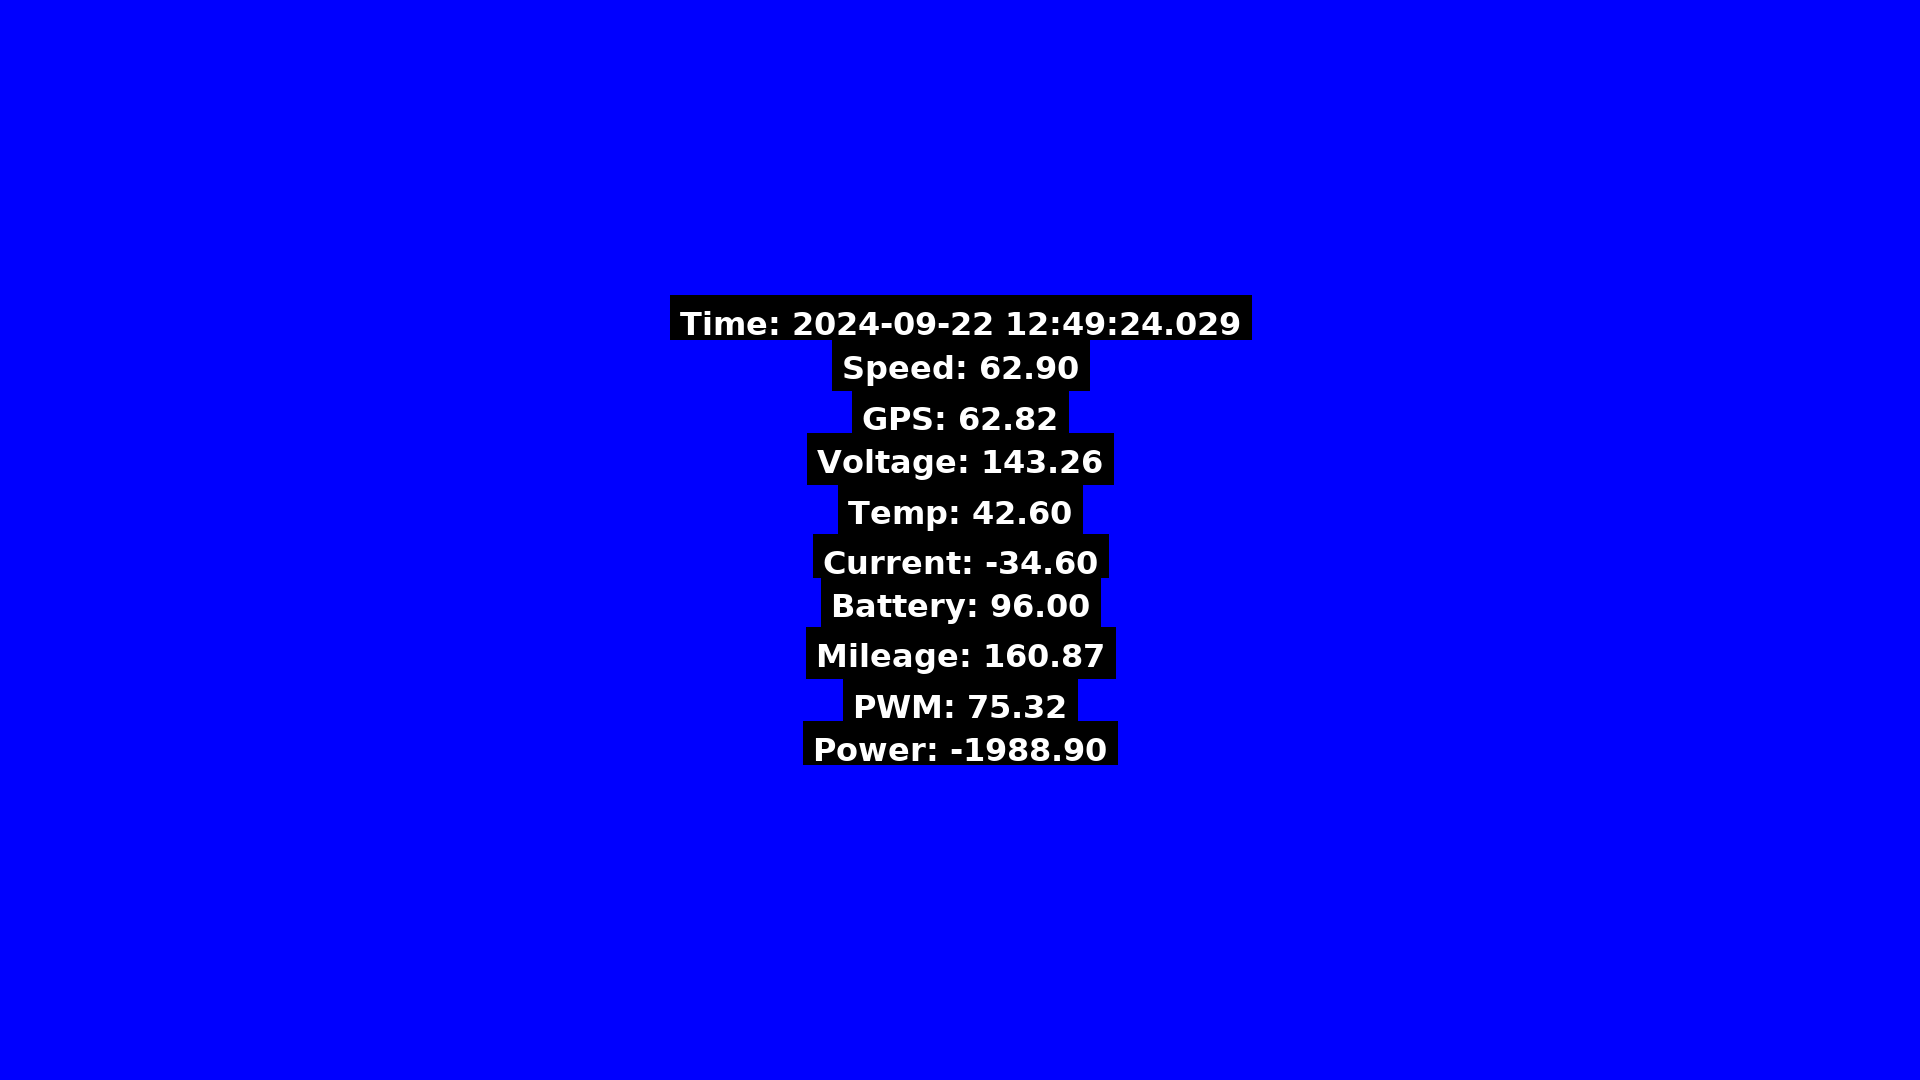 Time: 2024-09-22 12:49:24.029
Speed: 62.90
GPS: 62.82
Voltage: 143.26
Temp: 42.60
Current: -34.60
Battery: 96.00
Mileage: 160.87
PWM: 75.32
Power: -1988.90